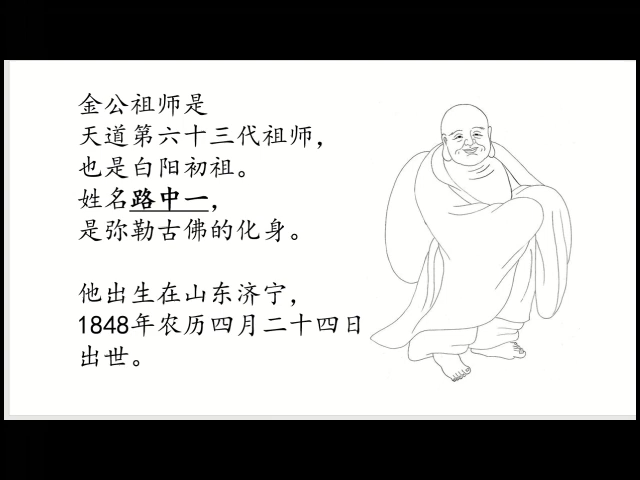 金公祖师是
天道第六十三代祖师，
也是白阳初祖。
姓名路中一，
是弥勒古佛的化身。
他出生在山东济宁，
1848年农历四月二十四日
出世。